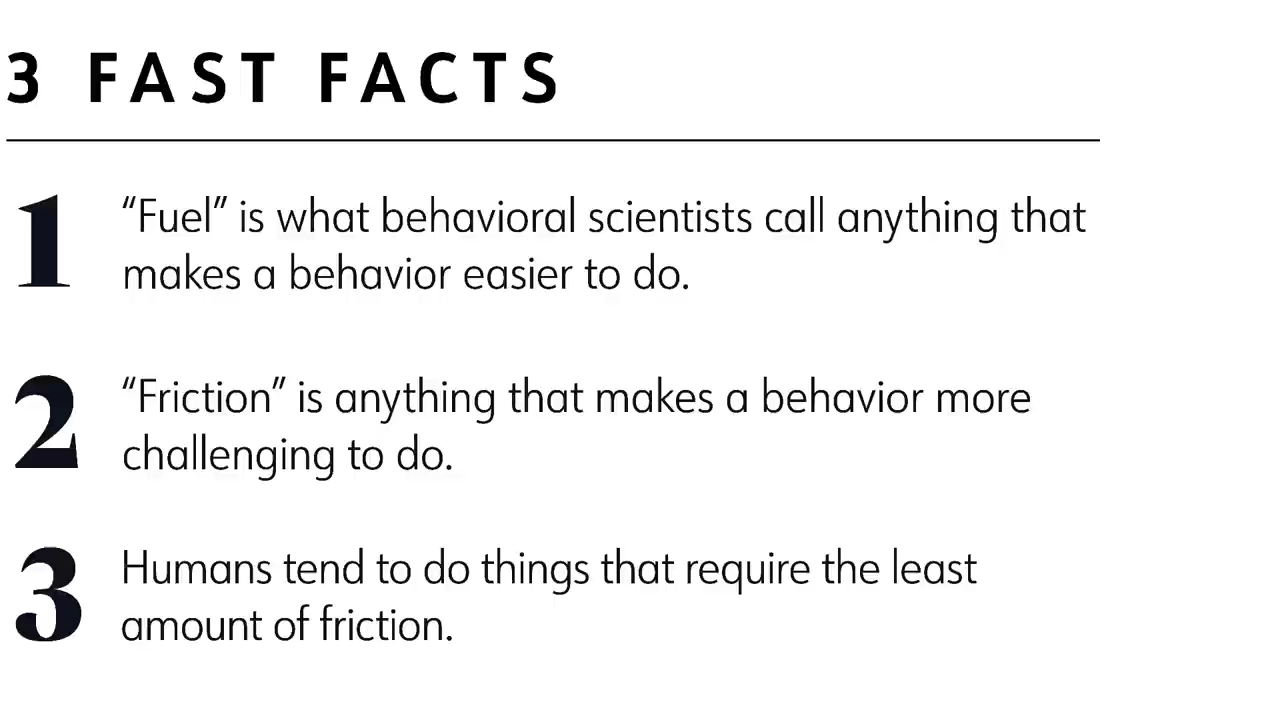 3 FAST FACTS
1 “Fuel” is what behavioral scientists call anything that
makes a behavior easier to do.
2 “Friction” is anything that makes a behavior more
challenging to do.
3 Humans tend to do things that require the least
amount of friction.